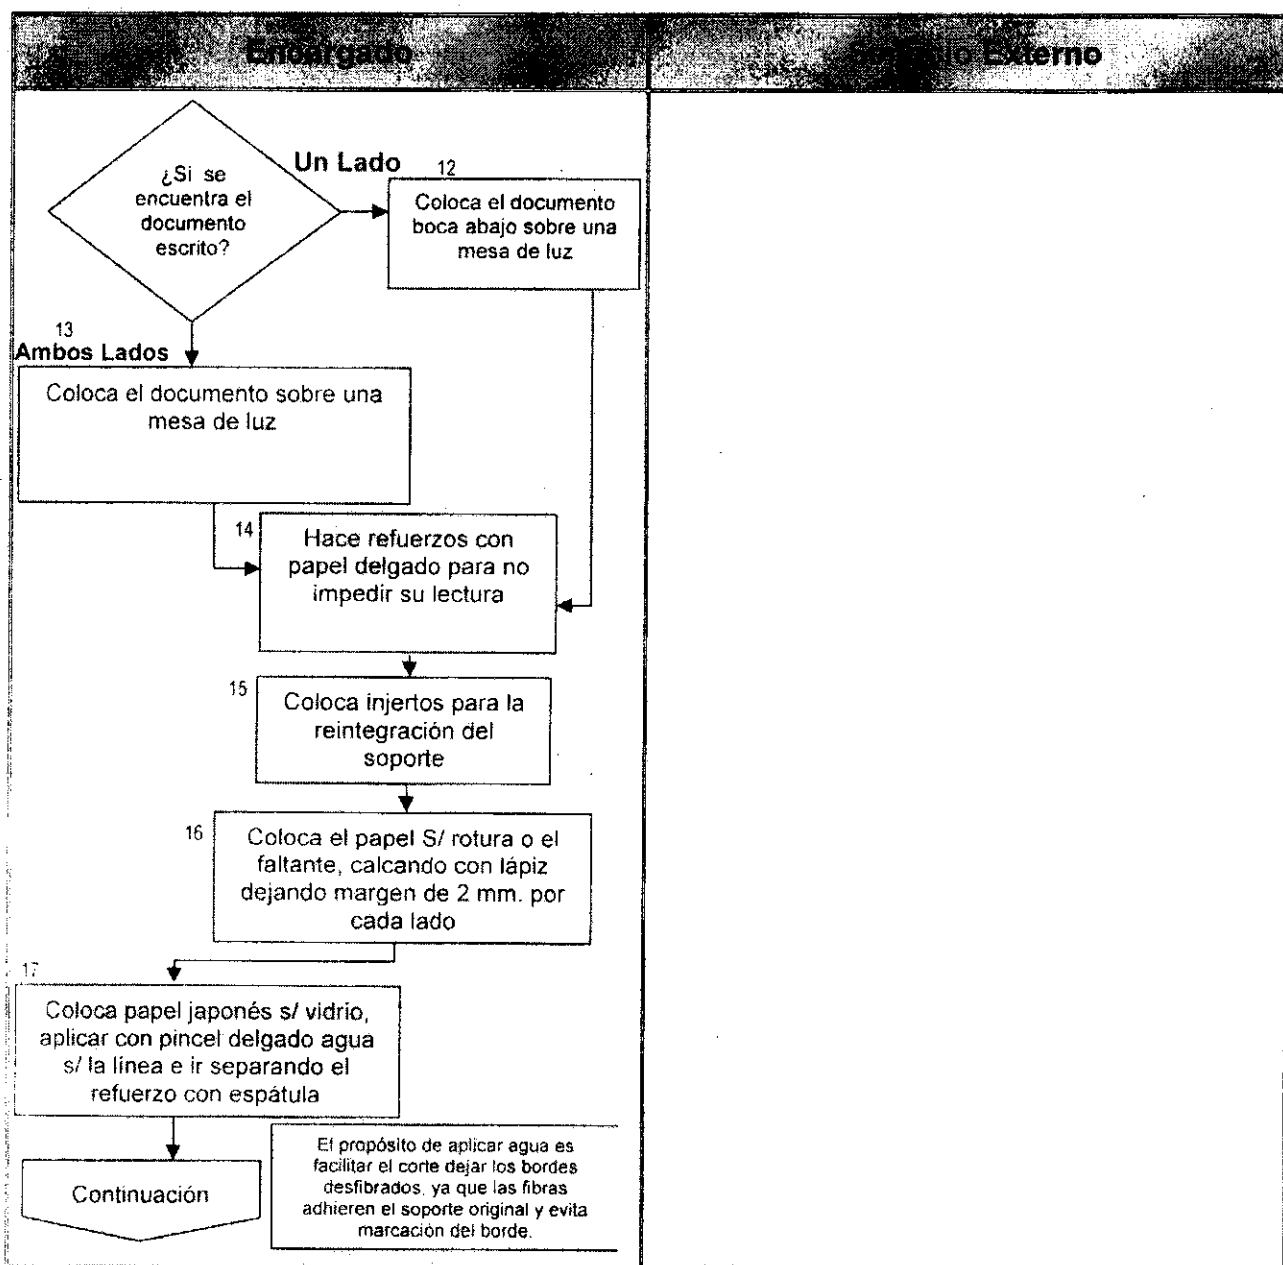 Encargado
Externo
¿Si se
encuentra el
documento
escrito?
Un Lado
12
Coloca el documento
boca abajo sobre una
mesa de luz
13
Ambos Lados
Coloca el documento sobre una
mesa de luz
14
Hace refuerzos con
papel delgado para no
impedir su lectura
15
Coloca injertos para la
reintegración del
soporte
16
Coloca el papel S/ rotura o el
faltante, calcando con lápiz
dejando margen de 2 mm. por
cada lado
17
Coloca papel japonés s/ vidrio,
aplicar con pincel delgado agua
s/ la línea e ir separando el
refuerzo con espátula
Continuación
El propósito de aplicar agua es
facilitar el corte dejar los bordes
desfibrados, ya que las fibras
adhieren el soporte original y evita
marcación del borde.